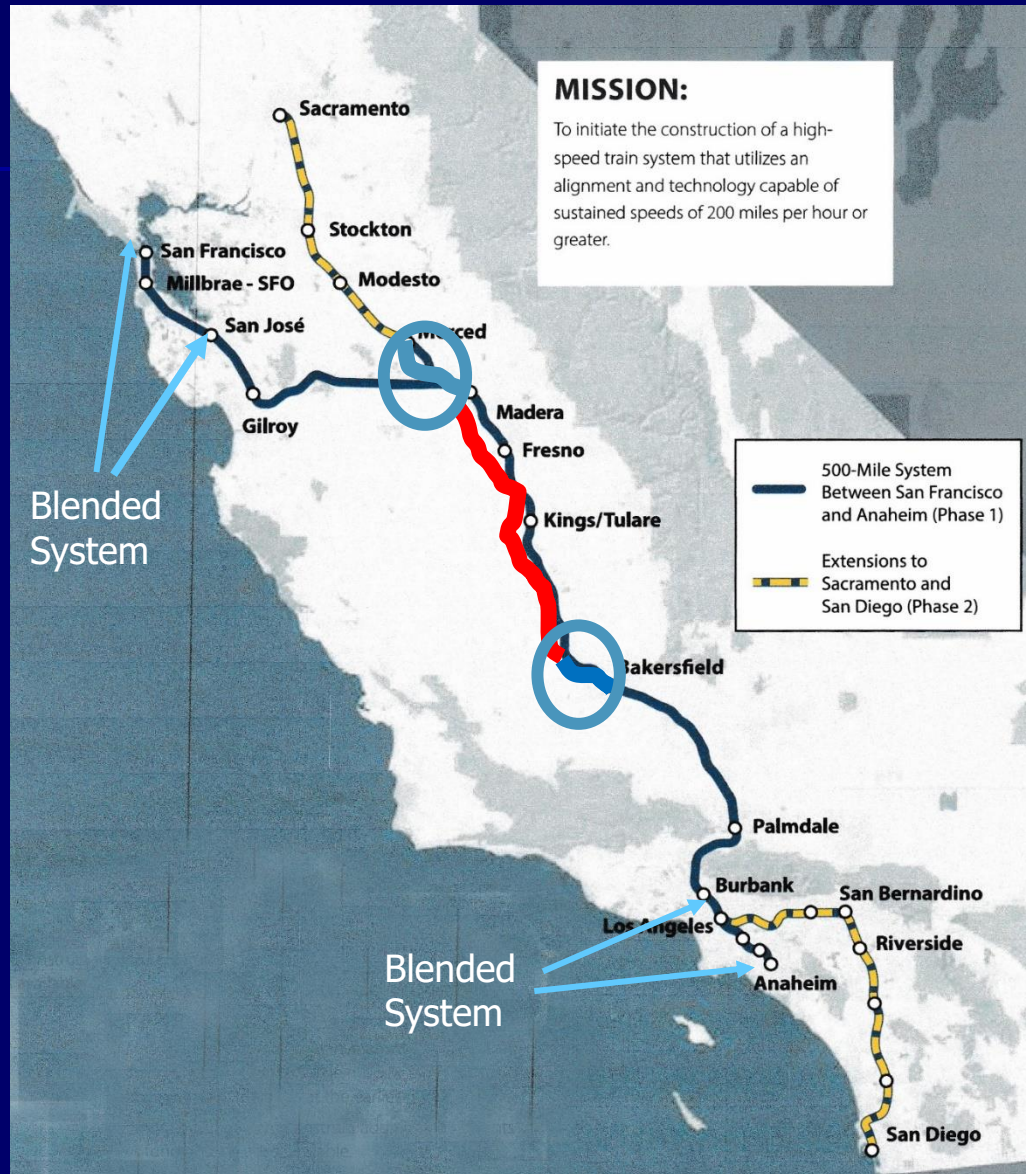 MISSION:
To initiate the construction of a high-
speed train system that utilizes an
alignment and technology capable of
sustained speeds of 200 miles per hour or
greater.
Sacramento
Stockton
San Francisco
Modesto
Millbrae - SFO
San José
Merced
Madera
Gilroy
Fresno
500-Mile System
Between San Francisco
and Anaheim (Phase 1)
Blended
System
Kings/Tulare
Extensions to
Sacramento and
San Diego (Phase 2)
Bakersfield
Palmdale
Burbank
San Bernardino
Los Angeles
Riverside
Blended
System
Anaheim
San Diego